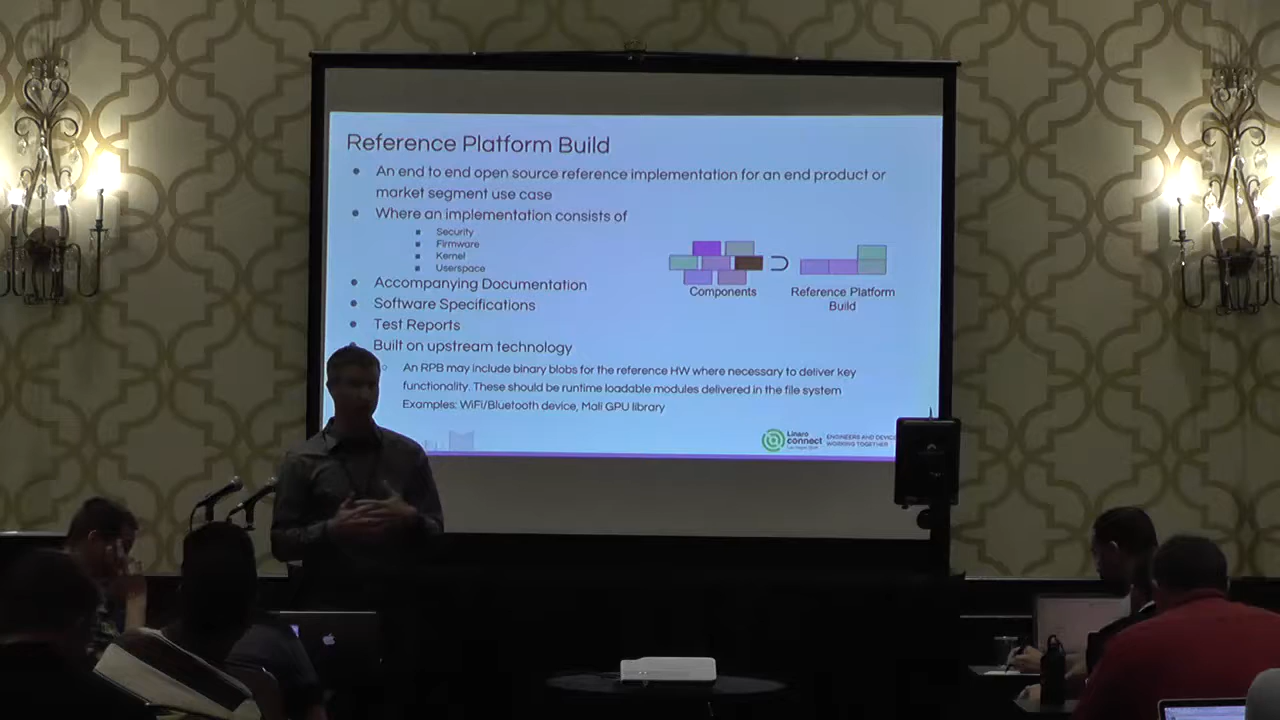 Reference Platform Build
An end to end open source reference implementation for an end product or
market segment use case
Where an implementation consists of
Security
Firmware
Kernel
Userspace
Accompanying Documentation
Software Specifications
Test Reports
Built on upstream technology
An RPB may include binary blobs for the reference HW where necessary to deliver key
functionality. These should be runtime loadable modules delivered in the file system
Examples: WiFi/Bluetooth device, Mali GPU library
Components
Reference Platform
Build
Linaro
connect
ENGINEERS AND
WORKING TOGETHER